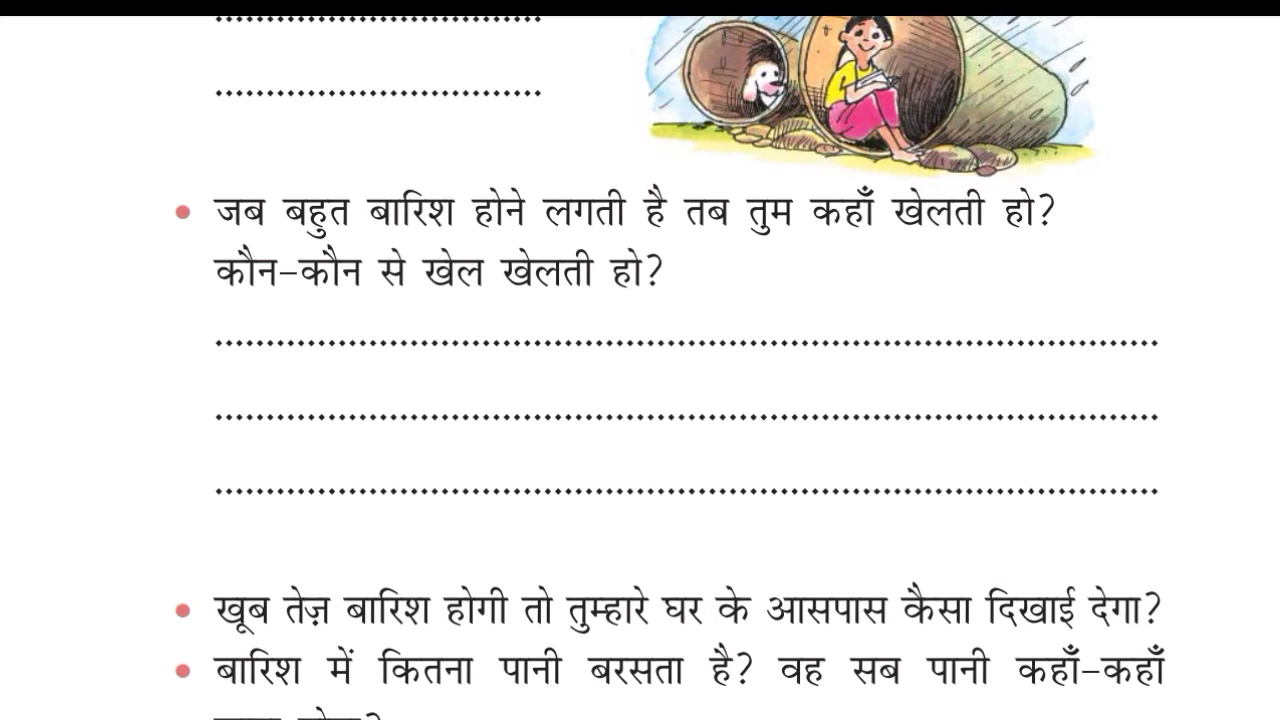 जब बहुत बारिश होने लगती है तब तुम कहाँ खेलती हो?
कौन-कौन से खेल खेलती हो?
खूब तेज़ बारिश होगी तो तुम्हारे घर के आसपास कैसा दिखाई देगा?
बारिश में कितना पानी बरसता है? वह सब पानी कहाँ-कहाँ